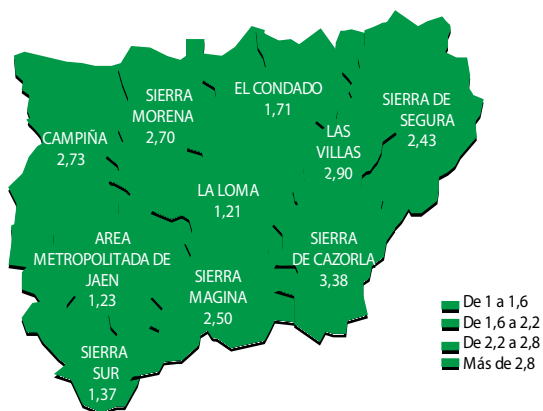 EL CONDADO
1,71
SIERRA
MORENA
2,70
SIERRA DE
SEGURA
2,43
CAMPIÑA
2,73
LAS
VILLAS
2,90
LA LOMA
1,21
AREA
METROPOLITADA DE
JAEN
1,23
SIERRA
DE CAZORLA
3,38
SIERRA
MAGINA
2,50
SIERRA
SUR
1,37
De 1 a 1,6
De 1,6 a 2,2
De 2,2 a 2,8
Más de 2,8